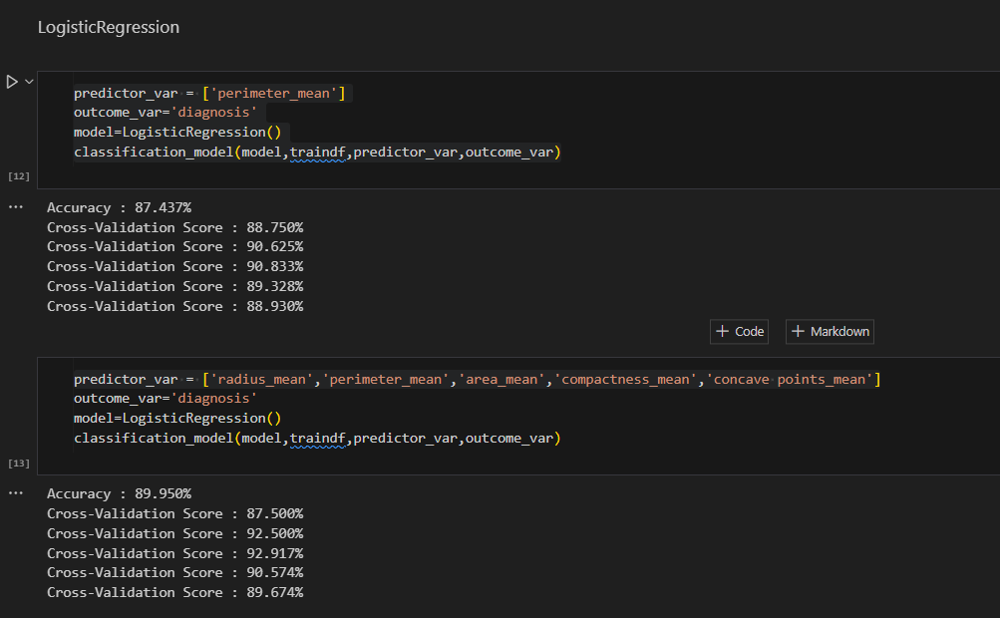 LogisticRegression
predictor_var = ['perimeter_mean']
outcome_var='diagnosis'
model=LogisticRegression()
classification_model(model,traindf,predictor_var,outcome_var)
[12]
Accuracy : 87.437%
Cross-Validation Score : 88.750%
Cross-Validation Score : 90.625%
Cross-Validation Score : 90.833%
Cross-Validation Score : 89.328%
Cross-Validation Score : 88.930%
+ Code + Markdown
predictor_var = ['radius_mean','perimeter_mean','area_mean','compactness_mean','concave points_mean']
outcome_var='diagnosis'
model=LogisticRegression()
classification_model(model,traindf,predictor_var,outcome_var)
[13]
Accuracy : 89.950%
Cross-Validation Score : 87.500%
Cross-Validation Score : 92.500%
Cross-Validation Score : 92.917%
Cross-Validation Score : 90.574%
Cross-Validation Score : 89.674%